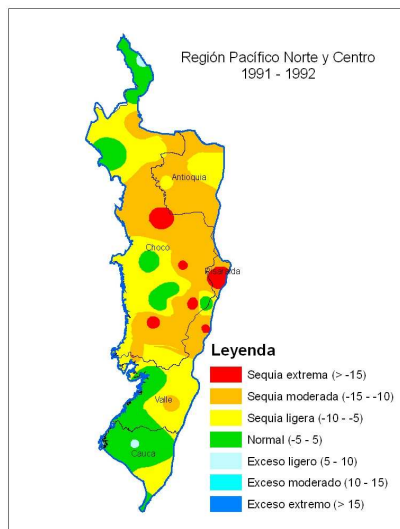 Región Pacífico Norte y Centro
1991 - 1992
Antioquia
Chocó
Risaralda
Valle
Cauca
Leyenda
Sequia extrema (> -15)
Sequia moderada (-15 - -10)
Sequia ligera (-10 - -5)
Normal (-5 - 5)
Exceso ligero (5 - 10)
Exceso moderado (10 - 15)
Exceso extremo (> 15)